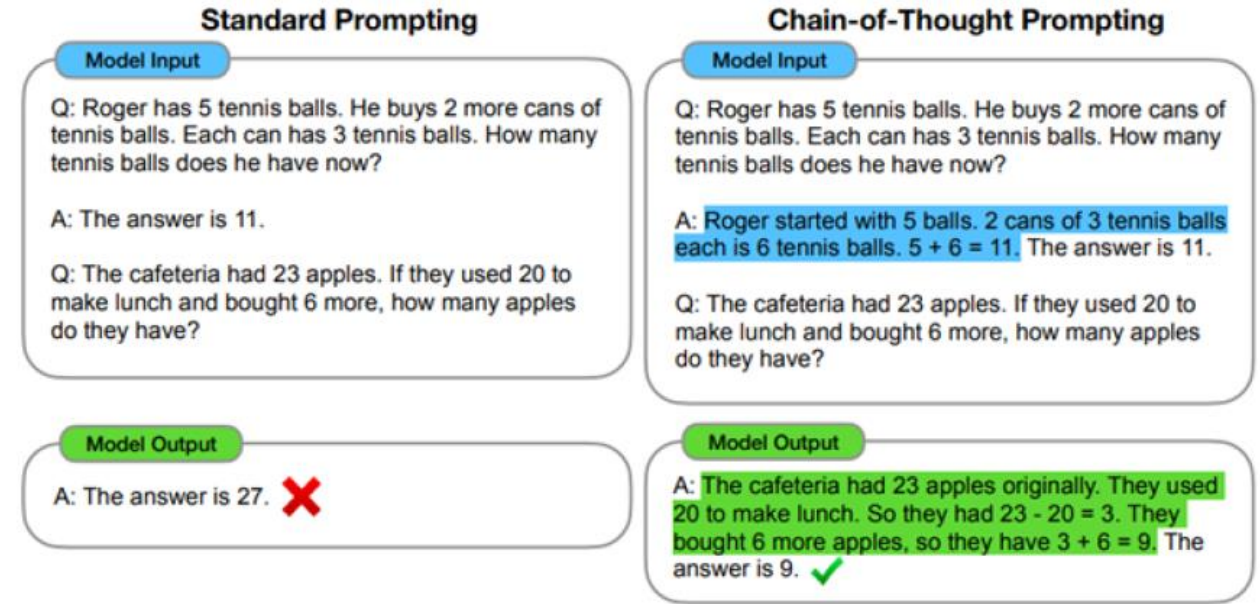 Standard Prompting
Model Input
Q: Roger has 5 tennis balls. He buys 2 more cans of
tennis balls. Each can has 3 tennis balls. How many
tennis balls does he have now?
A: The answer is 11.
Q: The cafeteria had 23 apples. If they used 20 to
make lunch and bought 6 more, how many apples
do they have?
Model Output
A: The answer is 27.
Chain-of-Thought Prompting
Model Input
Q: Roger has 5 tennis balls. He buys 2 more cans of
tennis balls. Each can has 3 tennis balls. How many
tennis balls does he have now?
A: Roger started with 5 balls. 2 cans of 3 tennis balls
each is 6 tennis balls. 5 + 6 = 11. The answer is 11.
Q: The cafeteria had 23 apples. If they used 20 to
make lunch and bought 6 more, how many apples
do they have?
Model Output
A: The cafeteria had 23 apples originally. They used
20 to make lunch. So they had 23 - 20 = 3. They
bought 6 more apples, so they have 3 + 6 = 9. The
answer is 9.